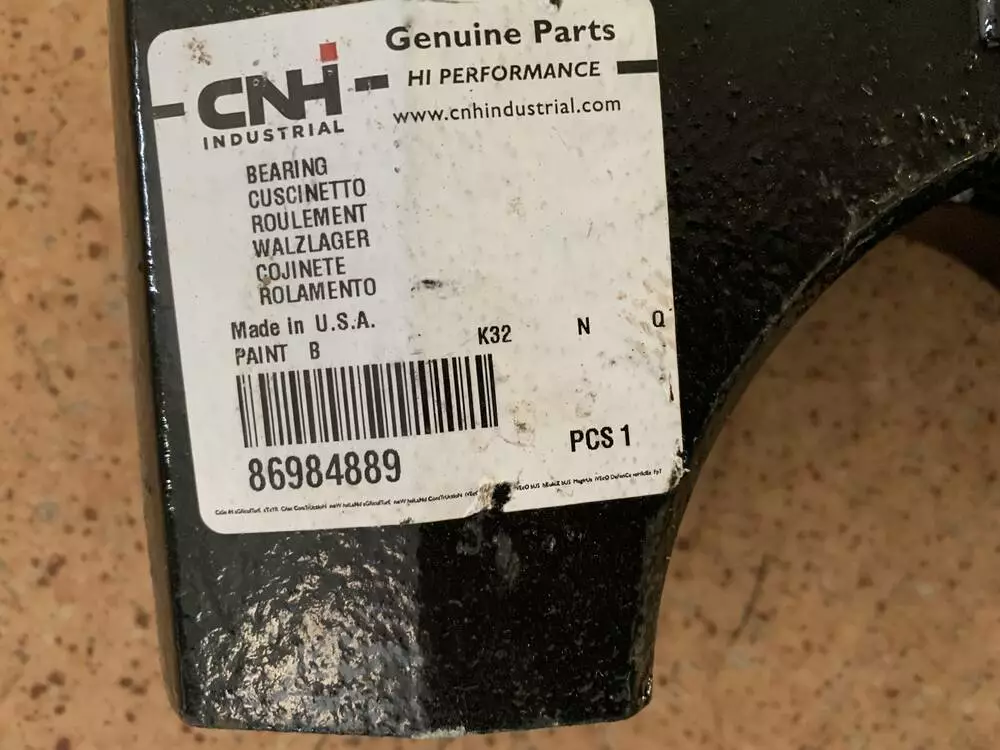 Genuine Parts
CNH
INDUSTRIAL
HI PERFORMANCE
www.cnhindustrial.com
BEARING
CUSCINETTO
ROULEMENT
WALZLAGER
COJINETE
ROLAMENTO
Made in U.S.A.
PAINT B
K32 N Q
86984889
PCS 1